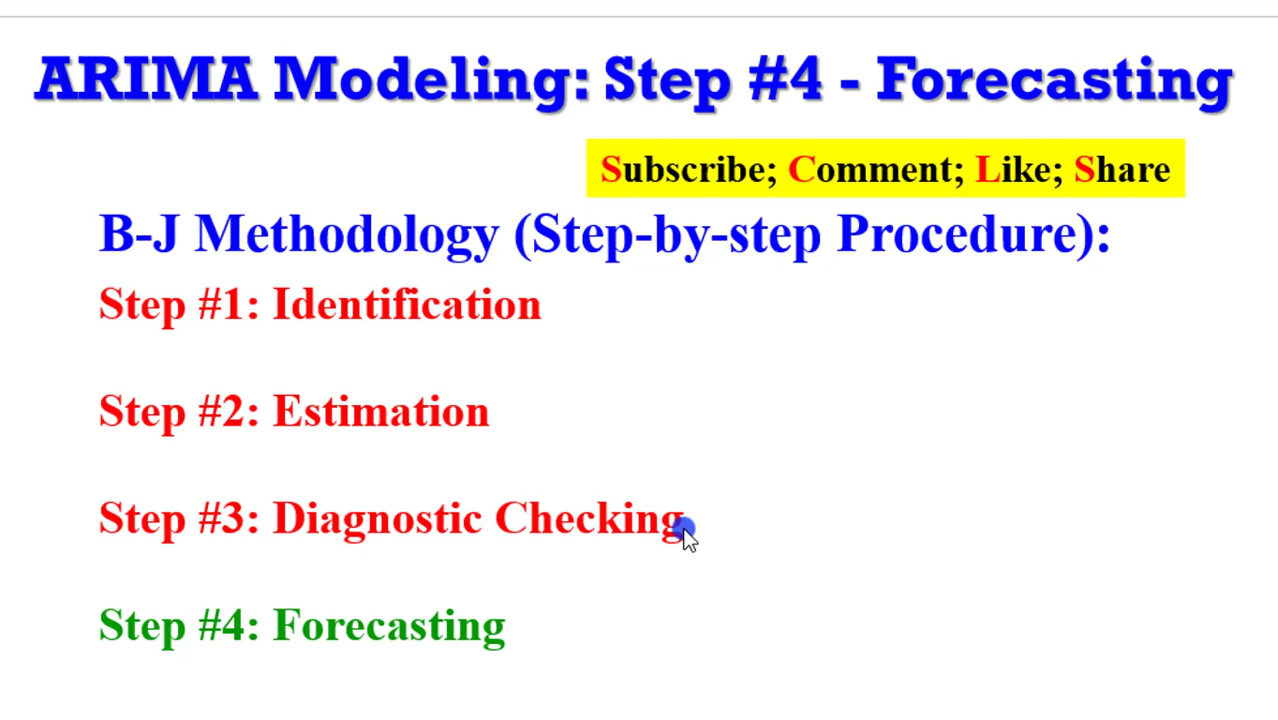 ARIMA Modeling: Step #4 - Forecasting
Subscribe; Comment; Like; Share
B-J Methodology (Step-by-step Procedure):
Step #1: Identification
Step #2: Estimation
Step #3: Diagnostic Checking
Step #4: Forecasting